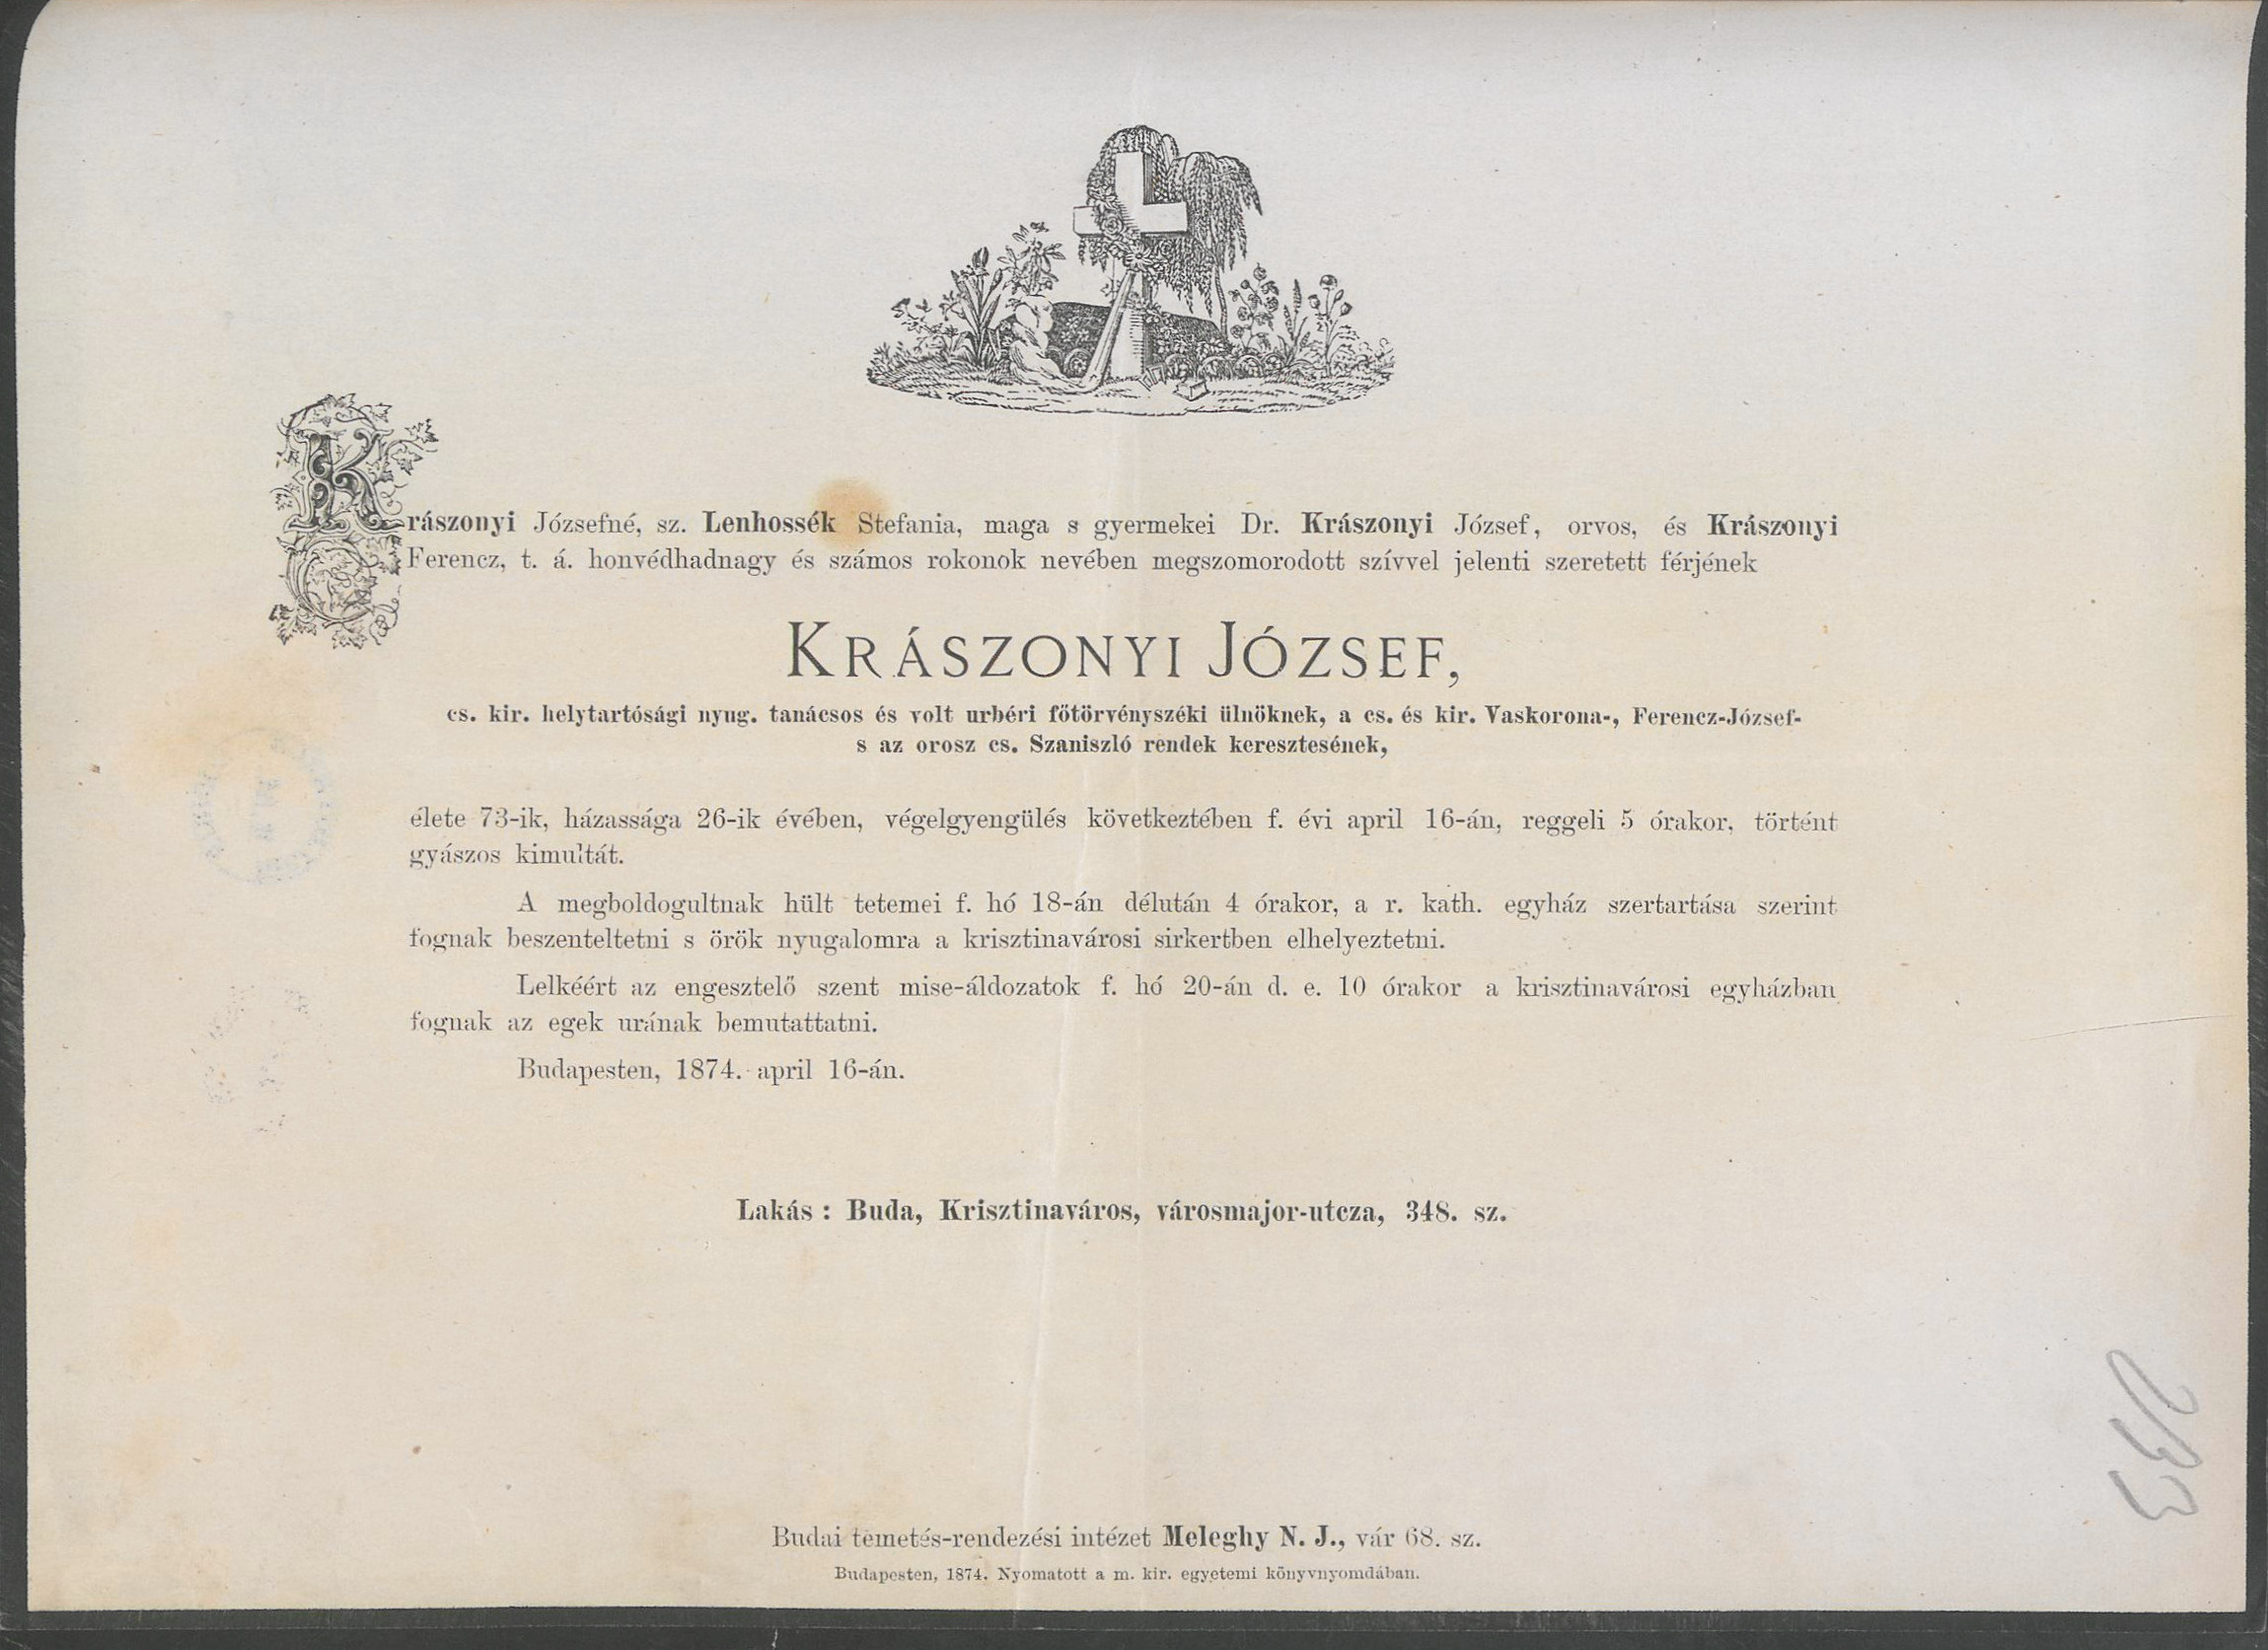 Krászonyi Józsefné, sz. Lenhossék Stefania, maga s gyermekei Dr. Krászonyi József, orvos, és Krászonyi
Ferencz, t. á. honvédhadnagy és számos rokonok nevében megszomorodott szívvel jelenti szeretett férjének
KRÁSZONYI JÓZSEF,
cs. kir. helytartósági nyug. tanácsos és volt urbéri főtörvényszéki ülnöknek, a cs. és kir. Vaskorona-, Ferencz-József-
s az orosz cs. Szaniszló rendek keresztesének,
élete 73-ik, házassága 26-ik évében, végelgyengülés következtében f. évi april 16-án, reggeli 5 órakor, történt
gyászos kimultát.
A megboldogultnak hült tetemei f. hó 18-án délután 4 órakor, a r. kath. egyház szertartása szerint
fognak beszenteltetni s örök nyugalomra a krisztinavárosi sirkertben elhelyeztetni.
Lelkéért az engesztelő szent mise-áldozatok f. hó 20-án d. e. 10 órakor a krisztinavárosi egyházban
fognak az egek urának bemutattatni.
Budapesten, 1874. april 16-án.
Lakás : Buda, Krisztinaváros, városmajor-utcza, 348. sz.
Budai temetés-rendezési intézet Meleghy N. J., vár 68. sz.
Budapesten, 1874. Nyomatott a m. kir. egyetemi könyvnyomdában.